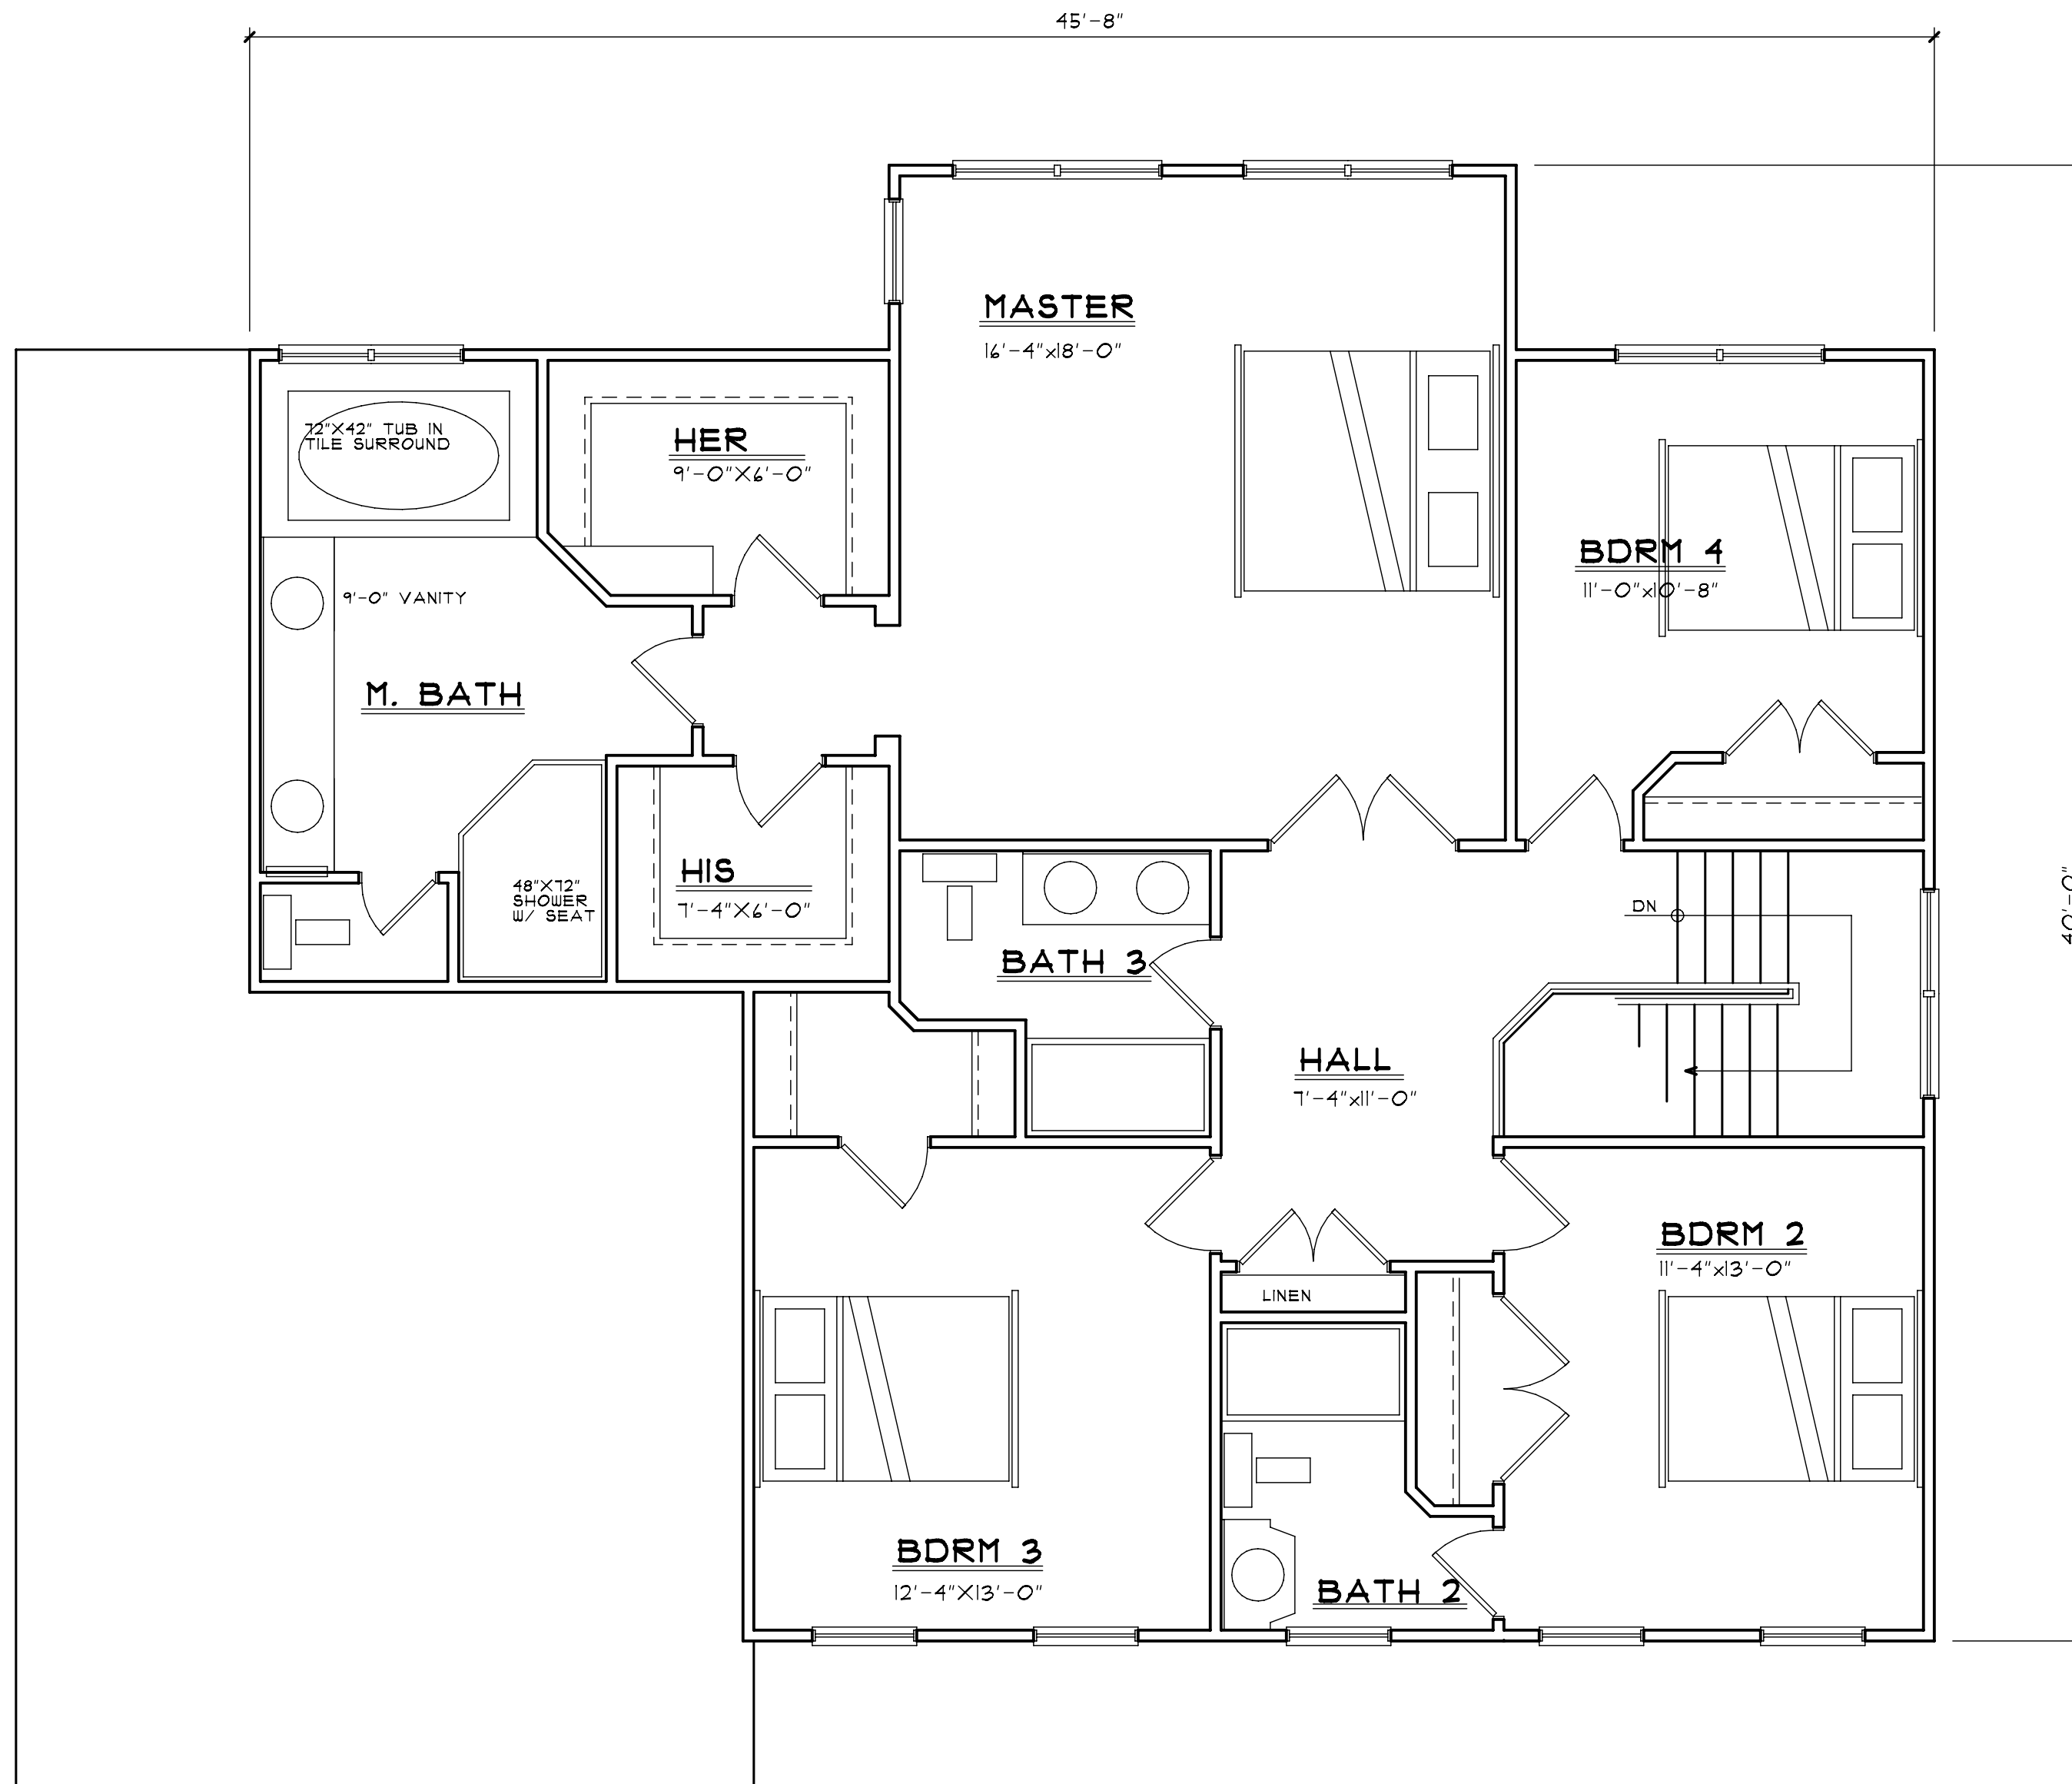 45'-8"
MASTER
16'-4"x18'-0"
72"X42" TUB IN
TILE SURROUND
HER
9'-0"X6'-0"
BDRM 4
11'-0"x10'-8"
9'-0" VANITY
M. BATH
HIS
7'-4"X6'-0"
48"X72"
SHOWER
W/ SEAT
DN
40'-0"
BATH 3
HALL
7'-4"x11'-0"
BDRM 2
11'-4"x13'-0"
LINEN
BDRM 3
12'-4"X13'-0"
BATH 2